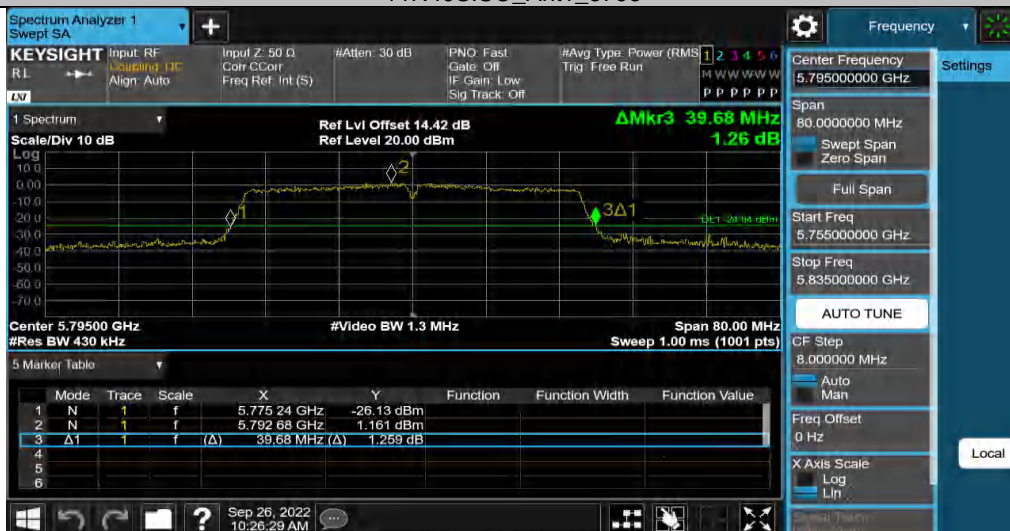 Spectrum Analyzer 1
Swept SA
Frequency
KEYSIGHT
R L
LXI
Input: RF
Coupling: DC
Align: Auto
Input Z: 50 Ω
Corr CCorr
Freq Ref: Int (S)
#Atten: 30 dB
PNO: Fast
Gate: Off
IF Gain: Low
Sig Track: Off
#Avg Type: Power (RMS
Trig: Free Run
1 2 3 4 5 6
M W W W W W
P P P P P P
Center Frequency
5.795000000 GHz
Settings
Span
80.0000000 MHz
Swept Span
Zero Span
Full Span
Start Freq
5.755000000 GHz
Stop Freq
5.835000000 GHz
AUTO TUNE
CF Step
8.000000 MHz
Auto
Man
Freq Offset
0 Hz
X Axis Scale
Log
Lin
Local
1 Spectrum
Scale/Div 10 dB
Ref Lvl Offset 14.42 dB
Ref Level 20.00 dBm
ΔMkr3 39.68 MHz
1.26 dB
Log
10.0
0.00
-10.0
-20.0
-30.0
-40.0
-50.0
-60.0
-70.0
1
2
3Δ1
Center 5.79500 GHz
#Res BW 430 kHz
#Video BW 1.3 MHz
Span 80.00 MHz
Sweep 1.00 ms (1001 pts)
5 Marker Table
Mode Trace Scale X Y Function Function Width Function Value
1 N 1 f 5.775 24 GHz -26.13 dBm
2 N 1 f 5.792 68 GHz 1.161 dBm
3 Δ1 1 f (Δ) 39.68 MHz (Δ) 1.259 dB
4
5
6
Sep 26, 2022
10:26:29 AM